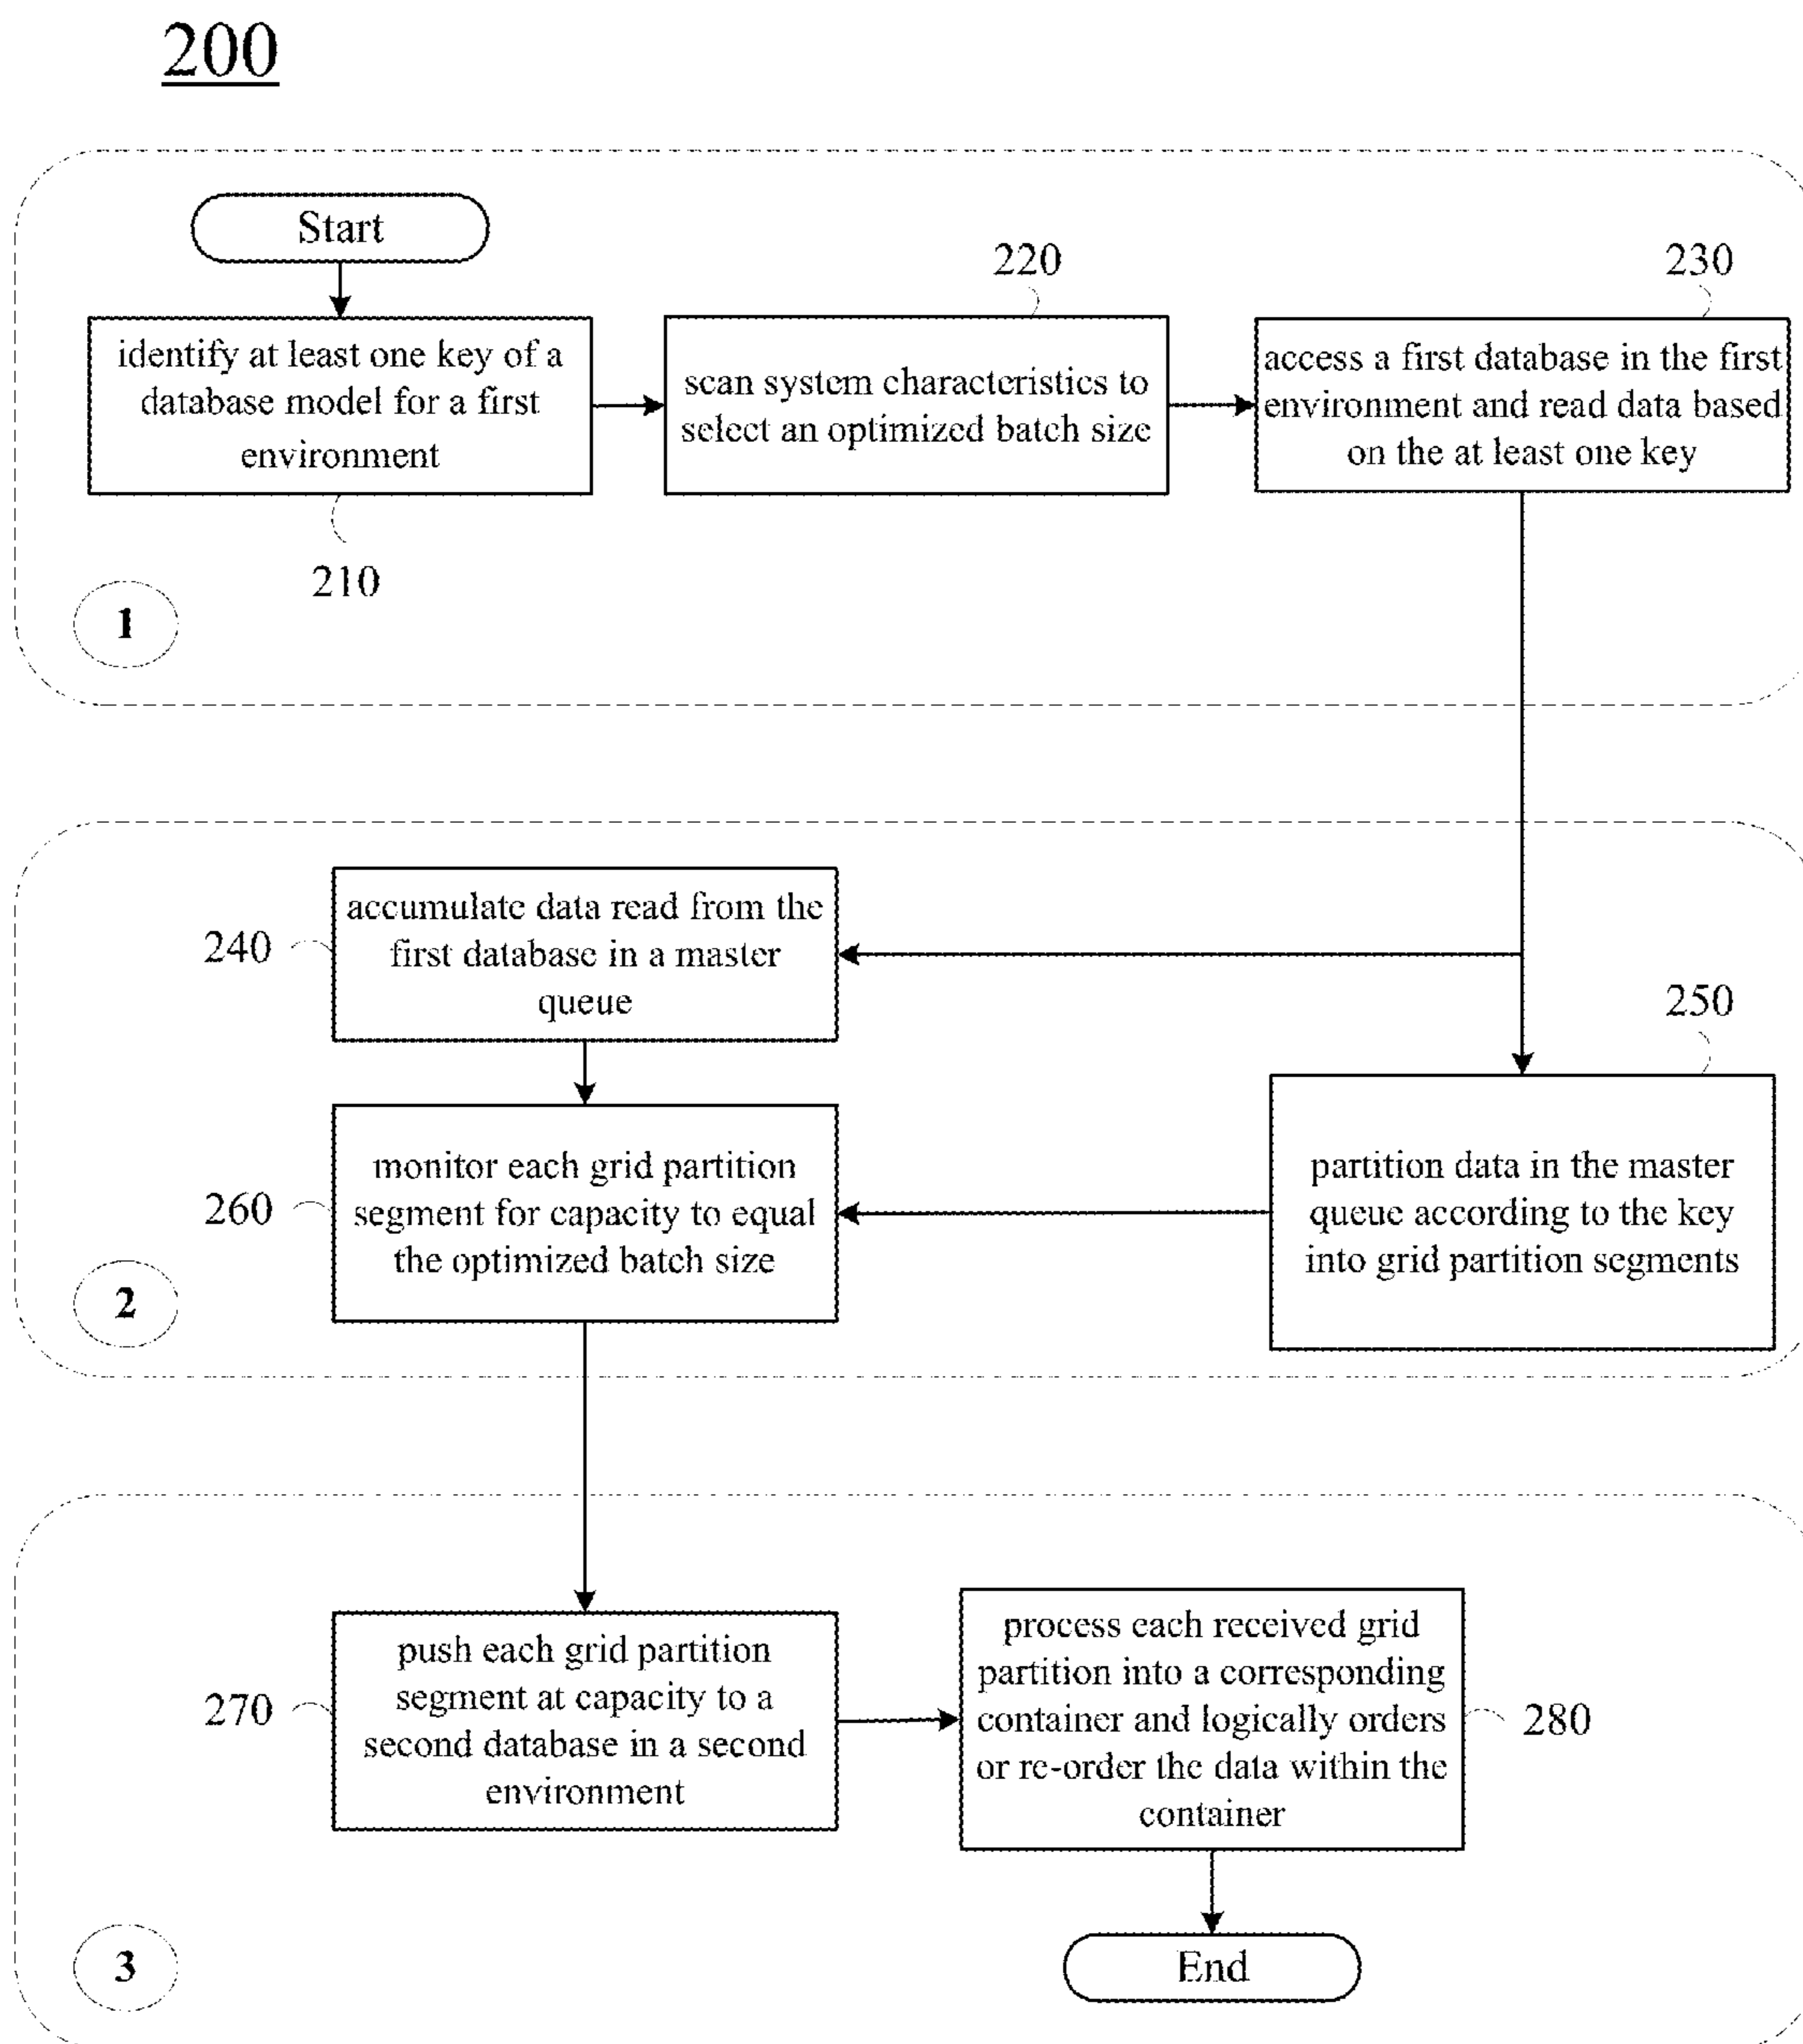 200
Start
identify at least one key of a
database model for a first
environment
210
220
scan system characteristics to
select an optimized batch size
230
access a first database in the first
environment and read data based
on the at least one key
1
240
accumulate data read from the
first database in a master
queue
250
partition data in the master
queue according to the key
into grid partition segments
260
monitor each grid partition
segment for capacity to equal
the optimized batch size
2
270
push each grid partition
segment at capacity to a
second database in a second
environment
process each received grid
partition into a corresponding
container and logically orders
or re-order the data within the
container
280
End
3